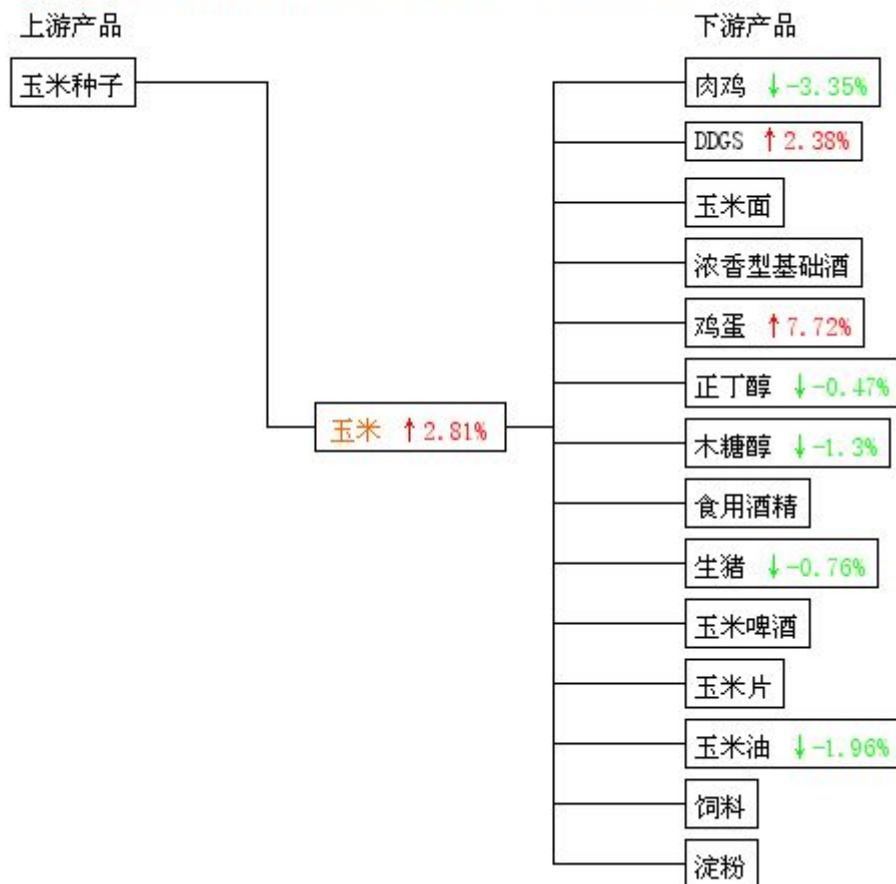 上游产品
下游产品
玉米种子
肉鸡 ↓-3.35%
DDGS ↑2.38%
玉米面
浓香型基础酒
鸡蛋 ↑7.72%
正丁醇 ↓-0.47%
玉米 ↑2.81%
木糖醇 ↓-1.3%
食用酒精
生猪 ↓-0.76%
玉米啤酒
玉米片
玉米油 ↓-1.96%
饲料
淀粉